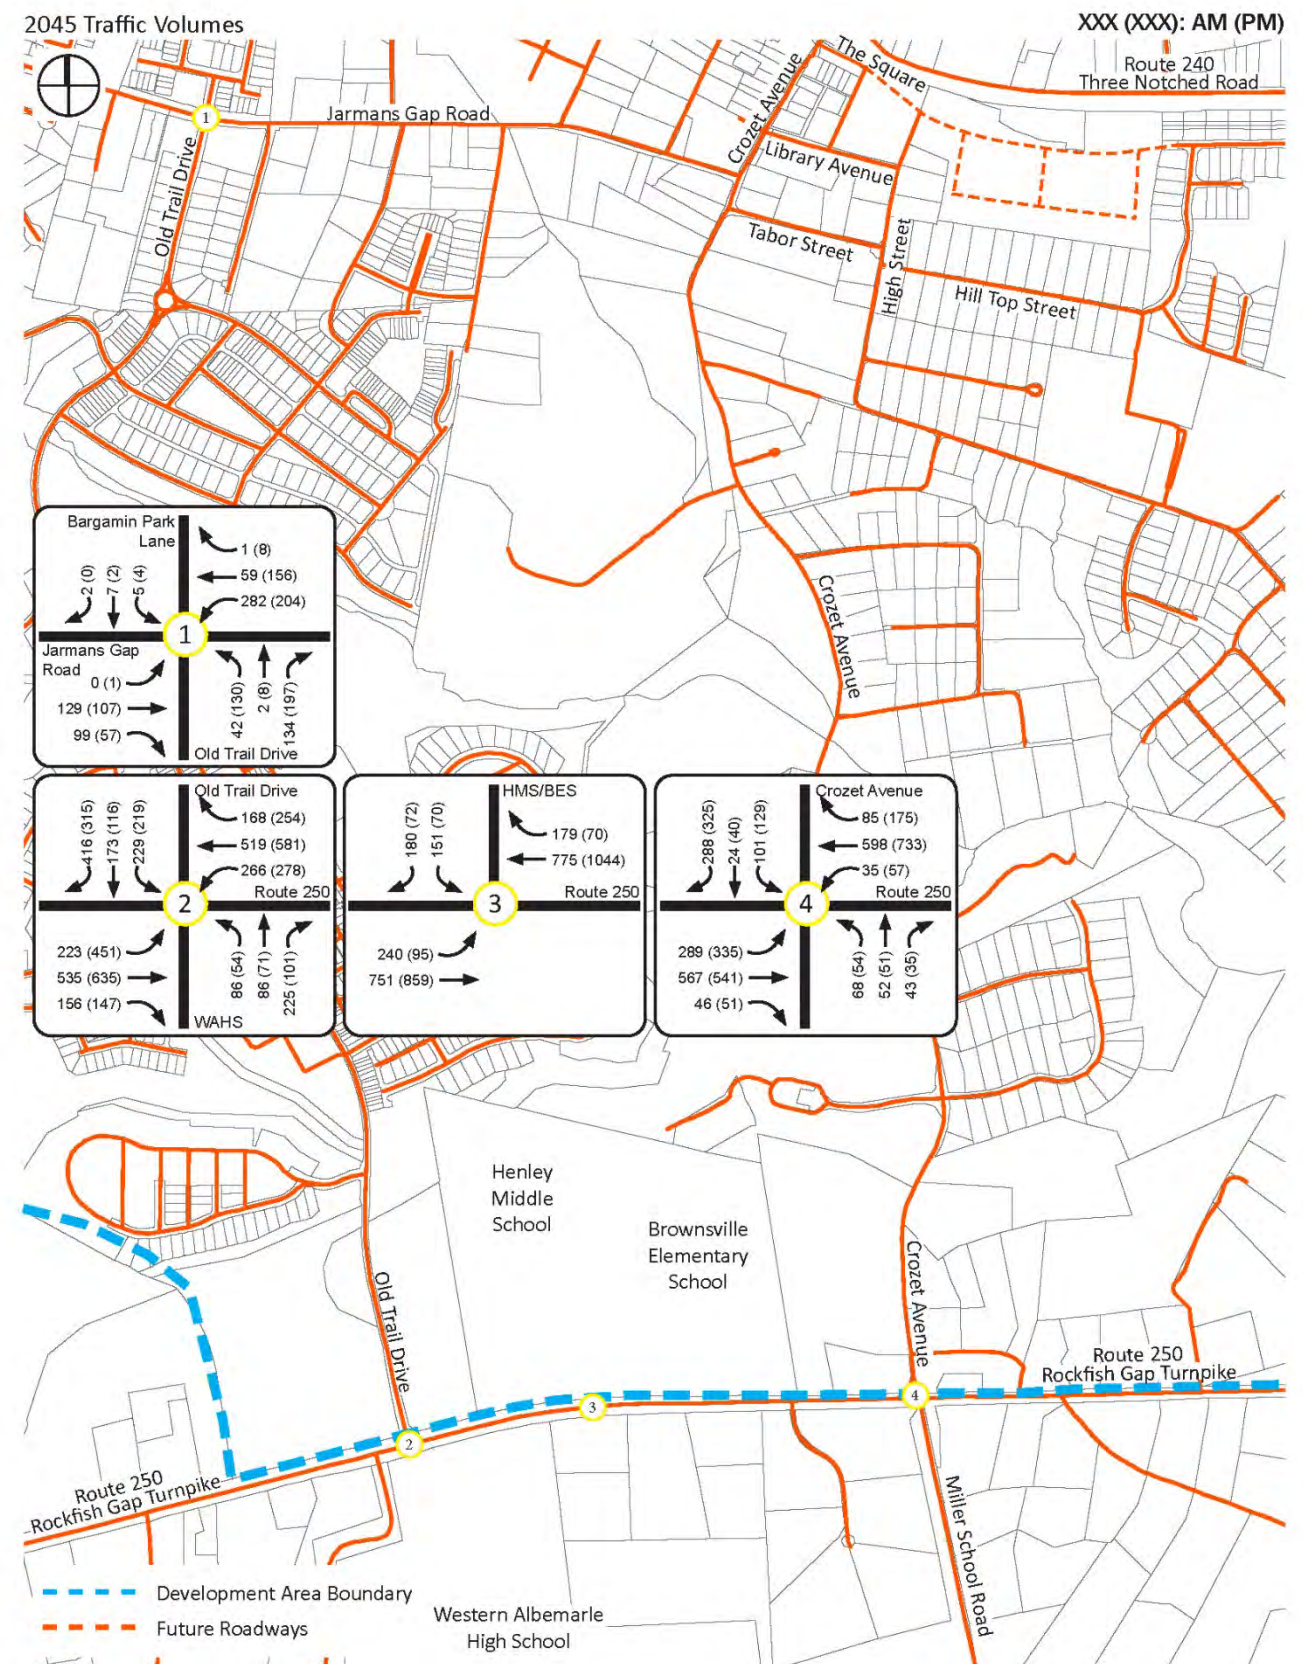 2045 Traffic Volumes
XXX (XXX): AM (PM)
The Square
Route 240
Three Notched Road
Crozet Avenue
1
Jarmans Gap Road
Library Avenue
Old Trail Drive
Tabor Street
High Street
Hill Top Street
Crozet Avenue
Bargamin Park
Lane
1 (8)
59 (156)
282 (204)
2 (0)
7 (2)
5 (4)
1
Jarmans Gap
Road
0 (1)
129 (107)
99 (57)
42 (130)
2 (8)
134 (197)
Old Trail Drive
Old Trail Drive
168 (254)
519 (581)
266 (278)
416 (315)
173 (116)
229 (219)
Route 250
2
223 (451)
535 (635)
156 (147)
86 (54)
86 (71)
225 (101)
WAHS
HMS/BES
179 (70)
775 (1044)
180 (72)
151 (70)
Route 250
3
240 (95)
751 (859)
Crozet Avenue
85 (175)
598 (733)
35 (57)
288 (325)
24 (40)
101 (129)
Route 250
4
289 (335)
567 (541)
46 (51)
68 (54)
52 (51)
43 (35)
Henley
Middle
School
Brownsville
Elementary
School
Old Trail Drive
Crozet Avenue
Route 250
Rockfish Gap Turnpike
4
3
2
Route 250
Rockfish Gap Turnpike
Miller School Road
Development Area Boundary
Future Roadways
Western Albemarle
High School